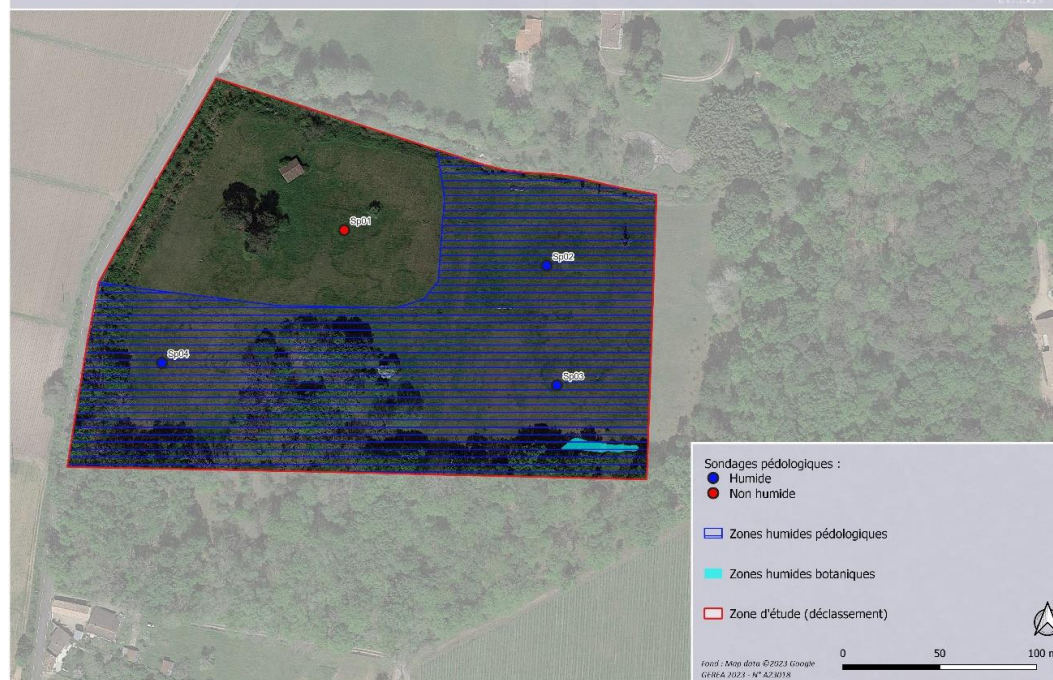 Sp01
Sp02
Sp04
Sp03
Sondages pédologiques :
Humide
Non humide
Zones humides pédologiques
Zones humides botaniques
Zone d'étude (déclassement)
0 50 100 m
Fond : Map data ©2023 Google
GEREA 2023 - N° A23018